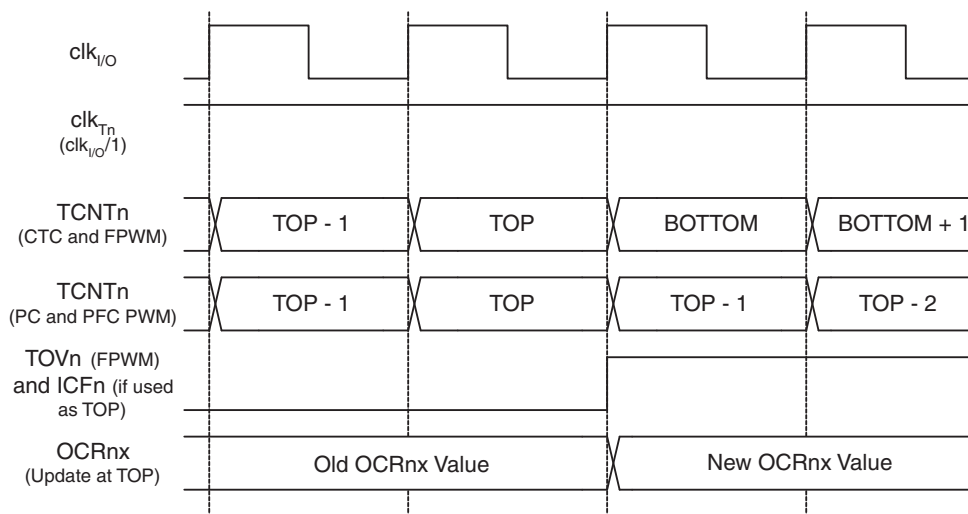 clkI/O
clkTn
(clkI/O/1)
TCNTn
(CTC and FPWM)
TOP - 1
TOP
BOTTOM
BOTTOM + 1
TCNTn
(PC and PFC PWM)
TOP - 1
TOP
TOP - 1
TOP - 2
TOVn (FPWM)
and ICFn (if used
as TOP)
OCRnx
(Update at TOP)
Old OCRnx Value
New OCRnx Value